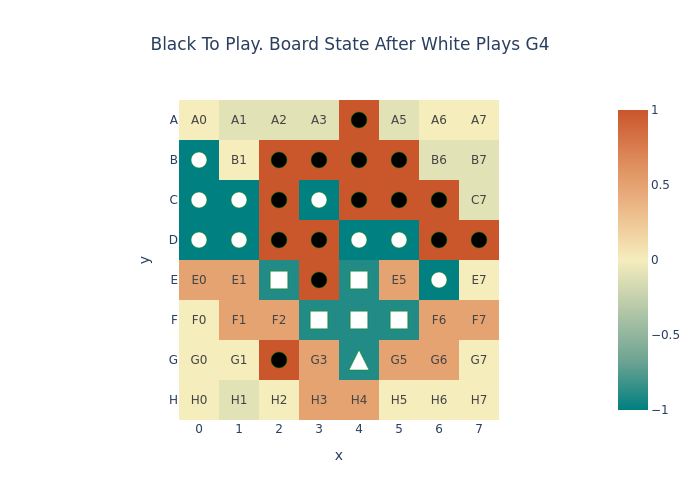 Black To Play. Board State After White Plays G4
A A0 A1 A2 A3 A5 A6 A7
B B1 B6 B7
C C7
D
E E0 E1 E5 E7
F F0 F1 F2 F6 F7
G G0 G1 G3 G5 G6 G7
H H0 H1 H2 H3 H4 H5 H6 H7
0 1 2 3 4 5 6 7
x
y
1
0.5
0
−0.5
−1